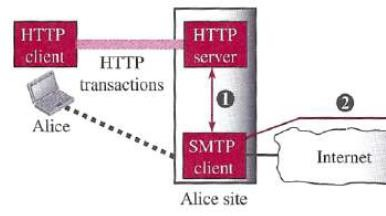 HTTP
client
HTTP
server
HTTP
transactions
1
2
Alice
SMTP
client
Internet
Alice site